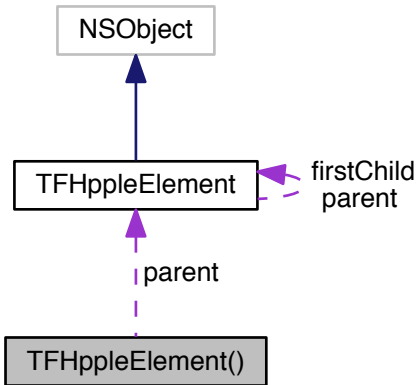 NSObject
TFHppleElement
firstChild
parent
parent
TFHppleElement()